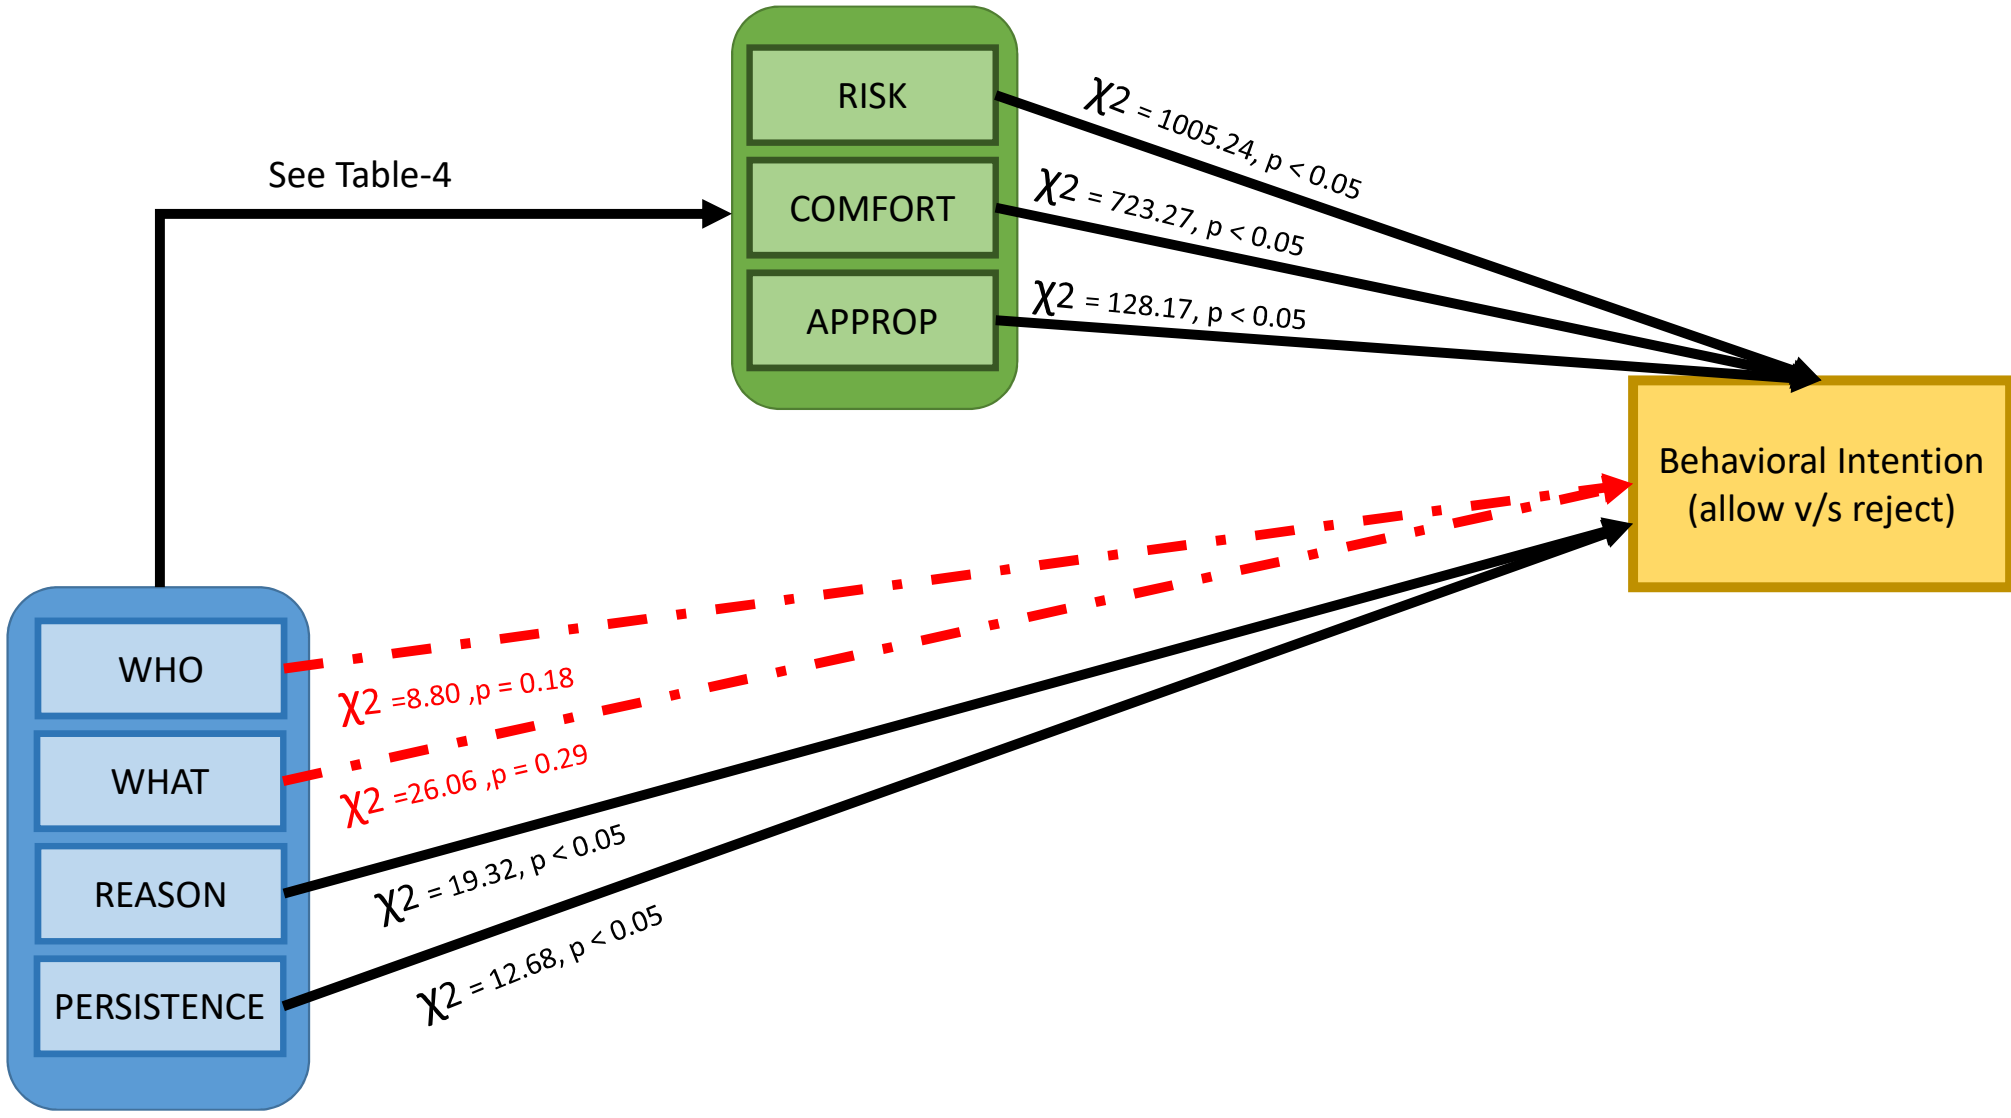 RISK
χ2 = 1005.24, p < 0.05
See Table-4
COMFORT
χ2 = 723.27, p < 0.05
APPROP
χ2 = 128.17, p < 0.05
Behavioral Intention
(allow v/s reject)
WHO
χ2 =8.80 ,p = 0.18
WHAT
χ2 =26.06 ,p = 0.29
REASON
χ2 = 19.32, p < 0.05
PERSISTENCE
χ2 = 12.68, p < 0.05